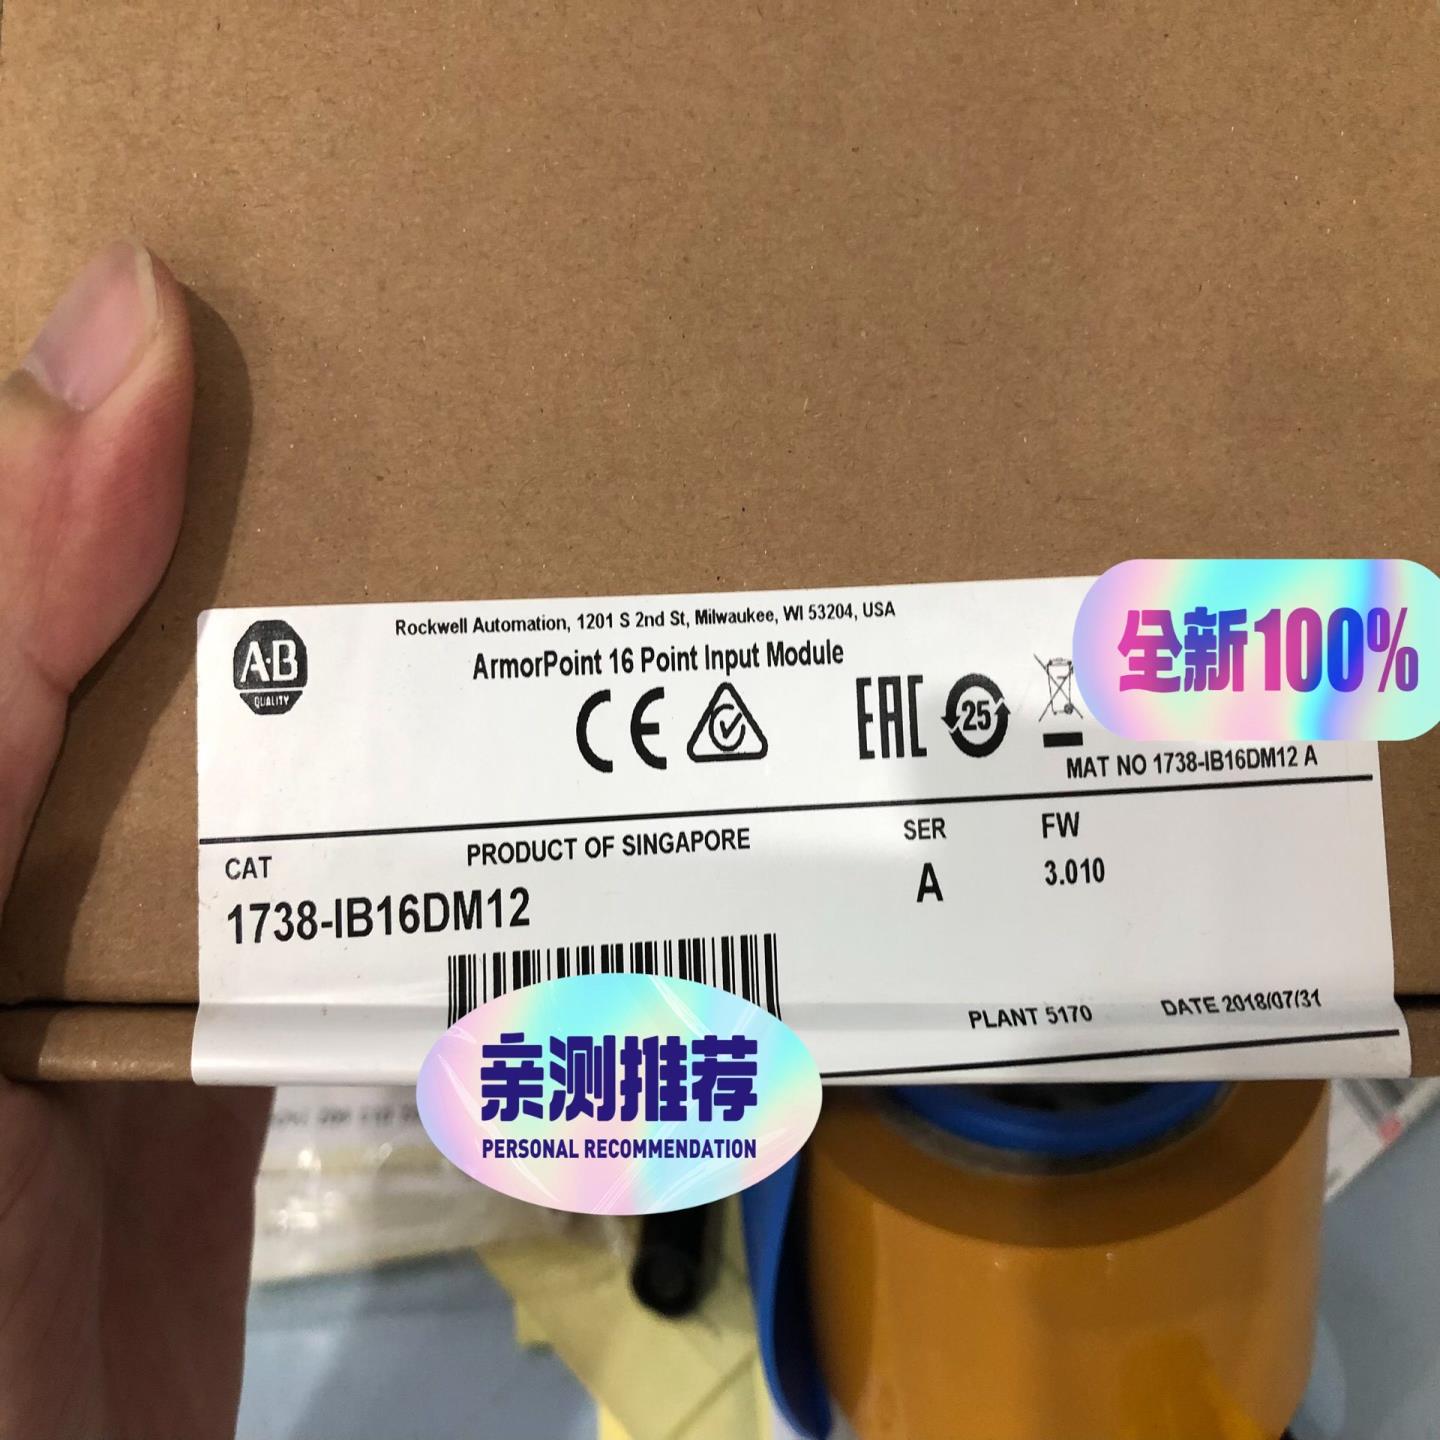 Rockwell Automation, 1201 S 2nd St, Milwaukee, WI 53204, USA
A·B
QUALITY
ArmorPoint 16 Point Input Module
CE
EAC
25
全新100%
MAT NO 1738-IB16DM12 A
CAT
PRODUCT OF SINGAPORE
SER
FW
1738-IB16DM12
A
3.010
PLANT 5170
DATE 2018/07/31
亲测推荐
PERSONAL RECOMMENDATION